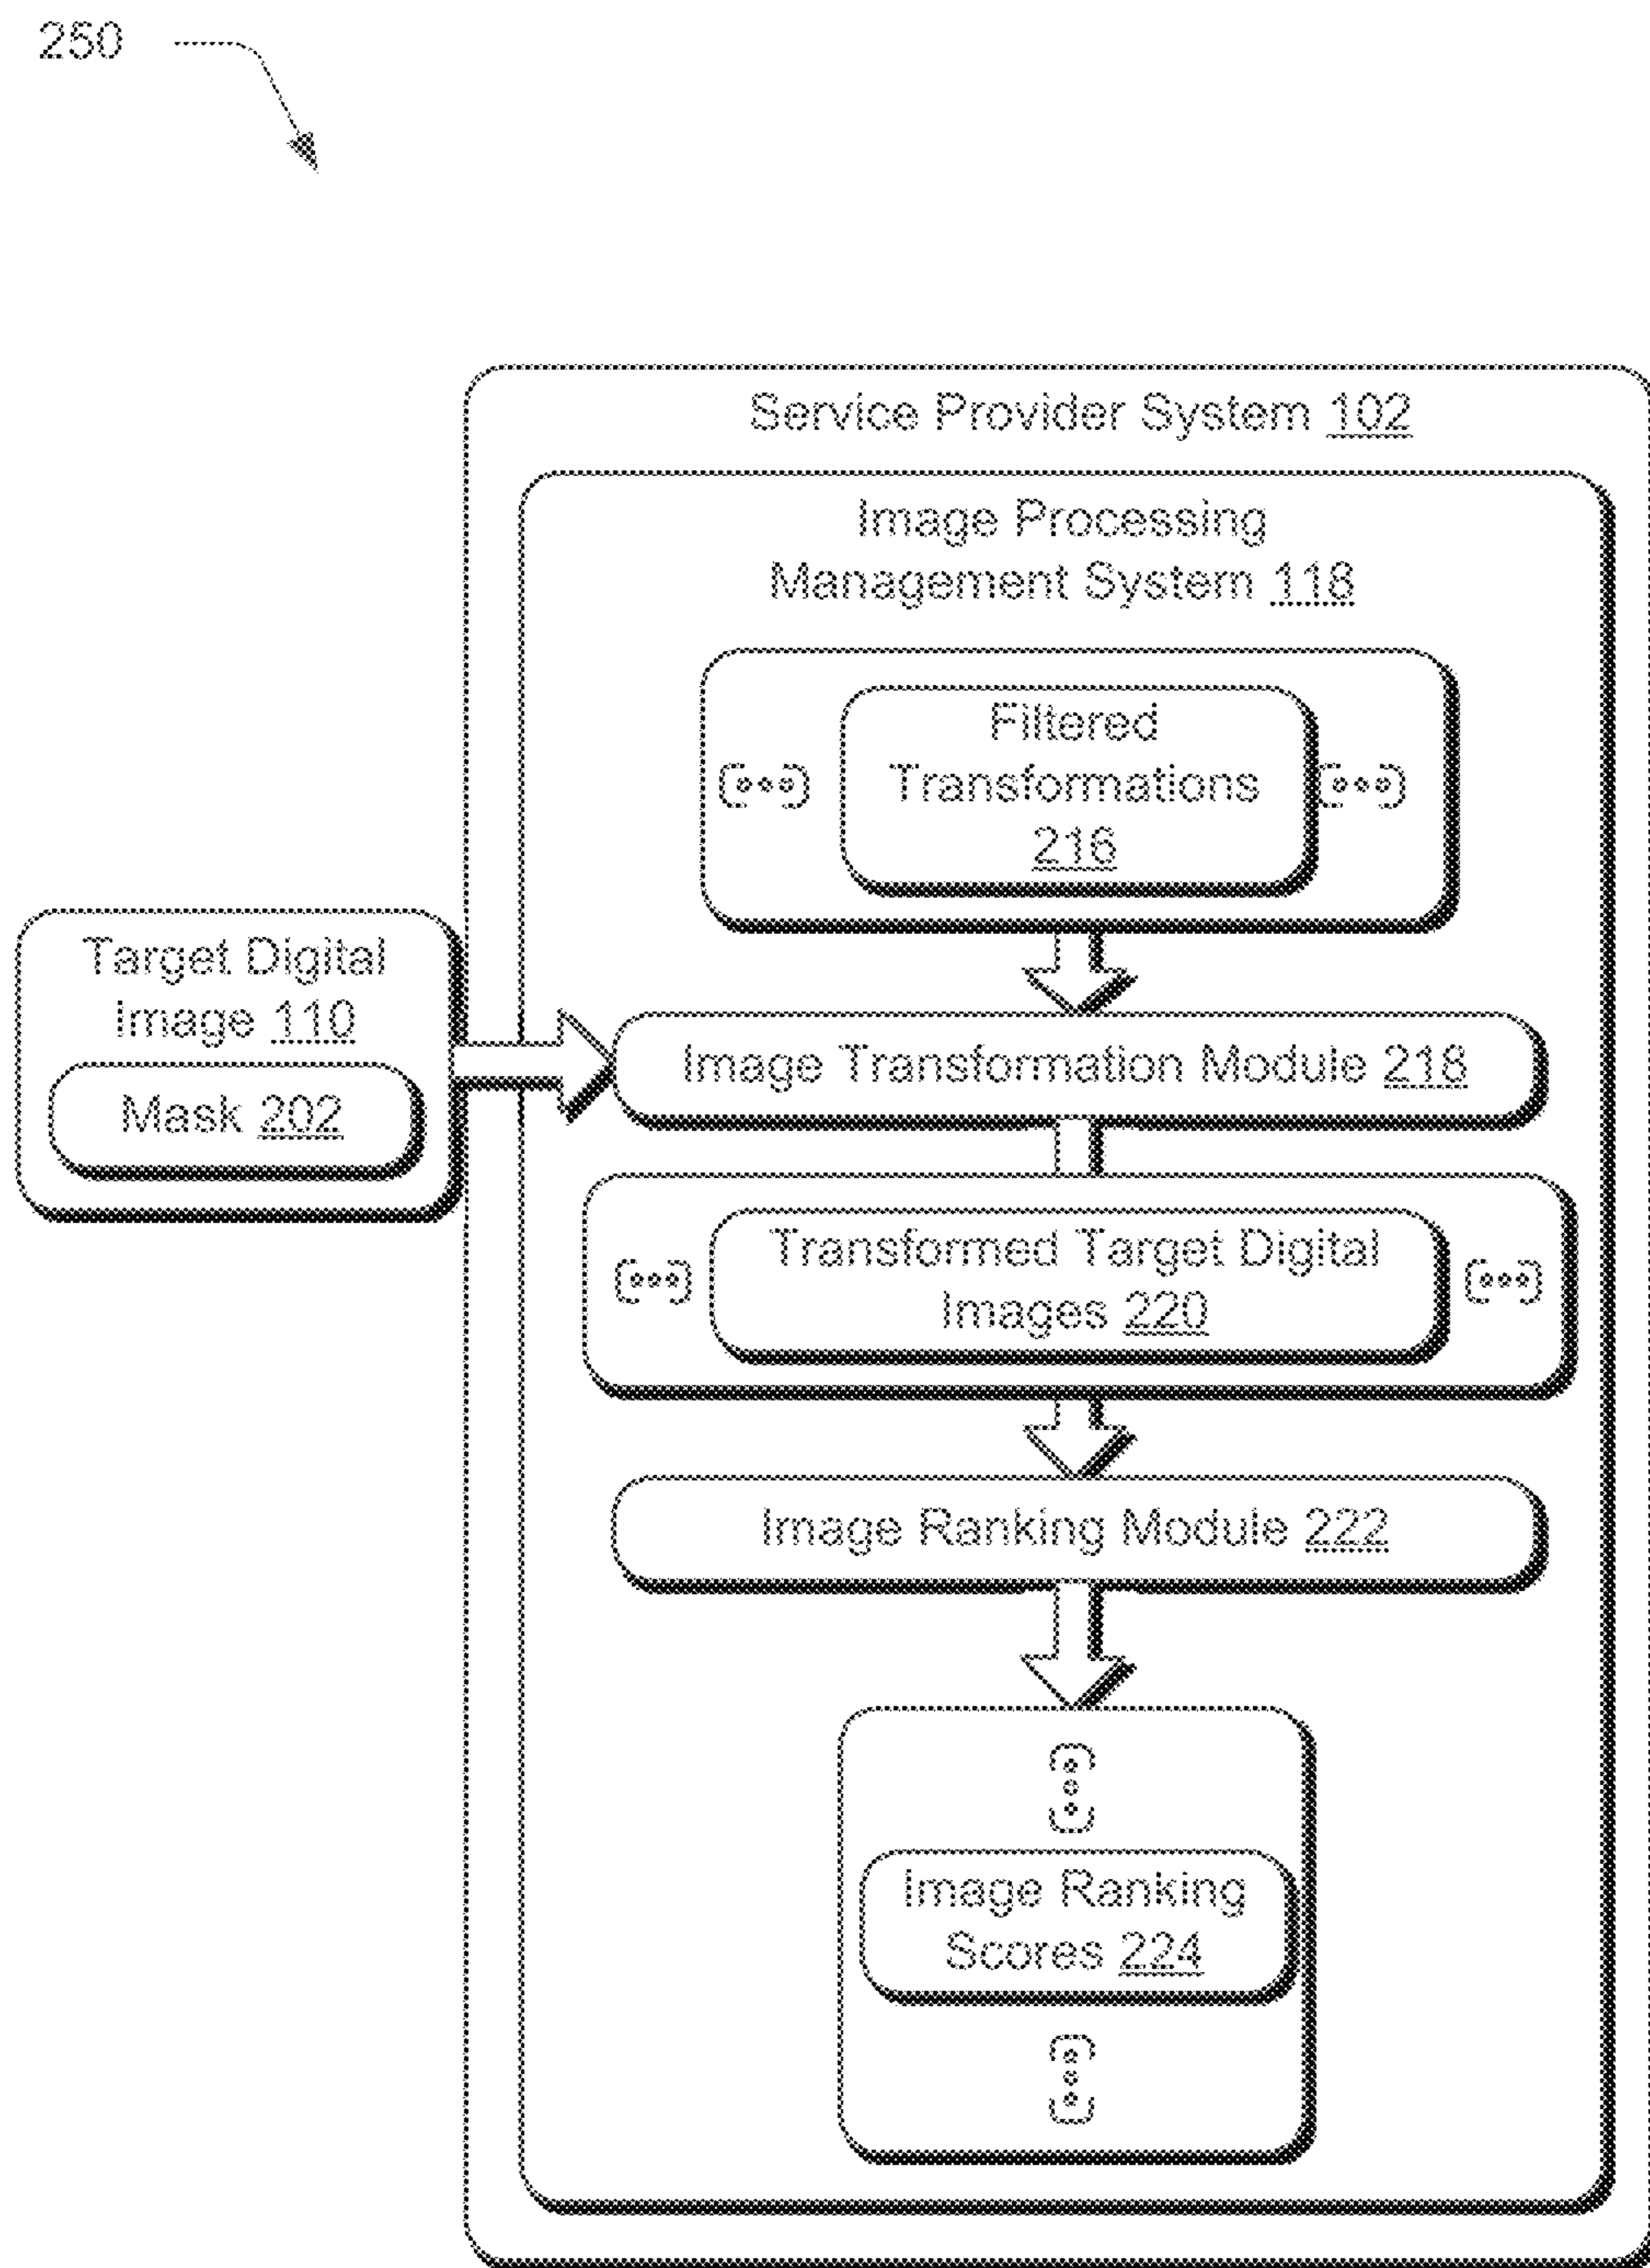 250
Service Provider System 102
Image Processing
Management System 118
Filtered
Transformations
216
Target Digital
Image 110
Mask 202
Image Transformation Module 218
Transformed Target Digital
Images 220
Image Ranking Module 222
Image Ranking
Scores 224